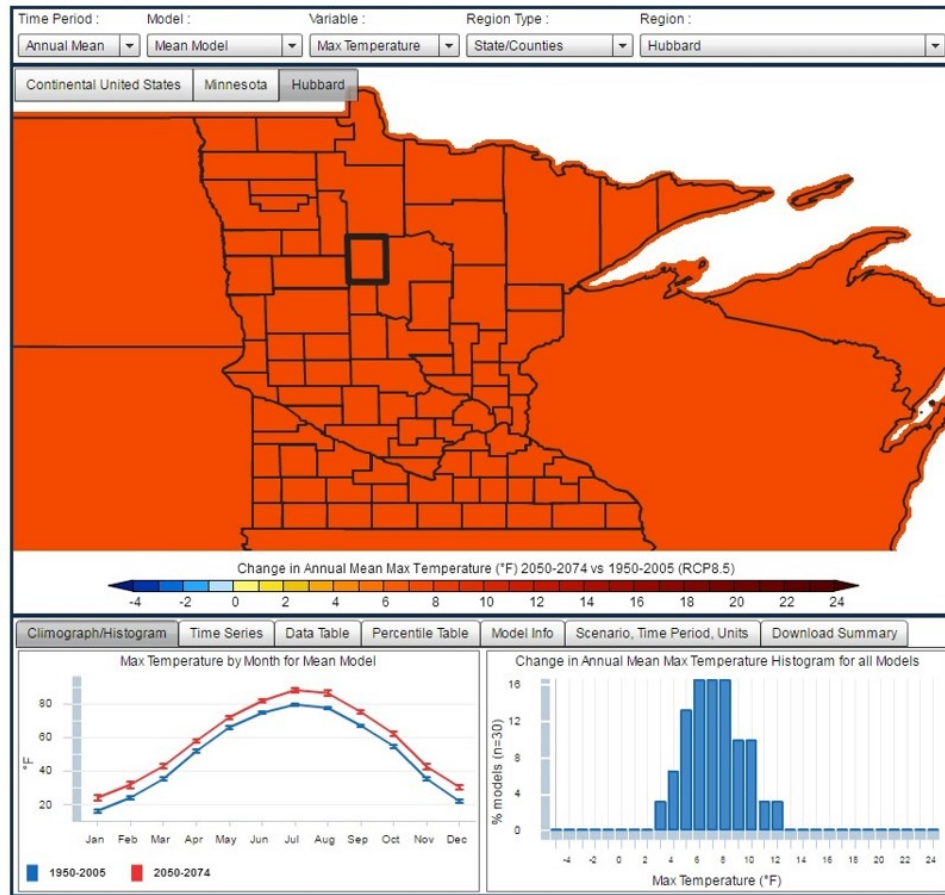 Time Period : Model : Variable : Region Type : Region :
Annual Mean Mean Model Max Temperature State/Counties Hubbard
Continental United States Minnesota Hubbard
Change in Annual Mean Max Temperature (°F) 2050-2074 vs 1950-2005 (RCP8.5)
-4 -2 0 2 4 6 8 10 12 14 16 18 20 22 24
Climograph/Histogram Time Series Data Table Percentile Table Model Info Scenario, Time Period, Units Download Summary
Max Temperature by Month for Mean Model
80
60
°F
40
20
Jan Feb Mar Apr May Jun Jul Aug Sep Oct Nov Dec
1950-2005 2050-2074
Change in Annual Mean Max Temperature Histogram for all Models
16
12
% models (n=30)
8
4
0
-4 -2 0 2 4 6 8 10 12 14 16 18 20 22 24
Max Temperature (°F)